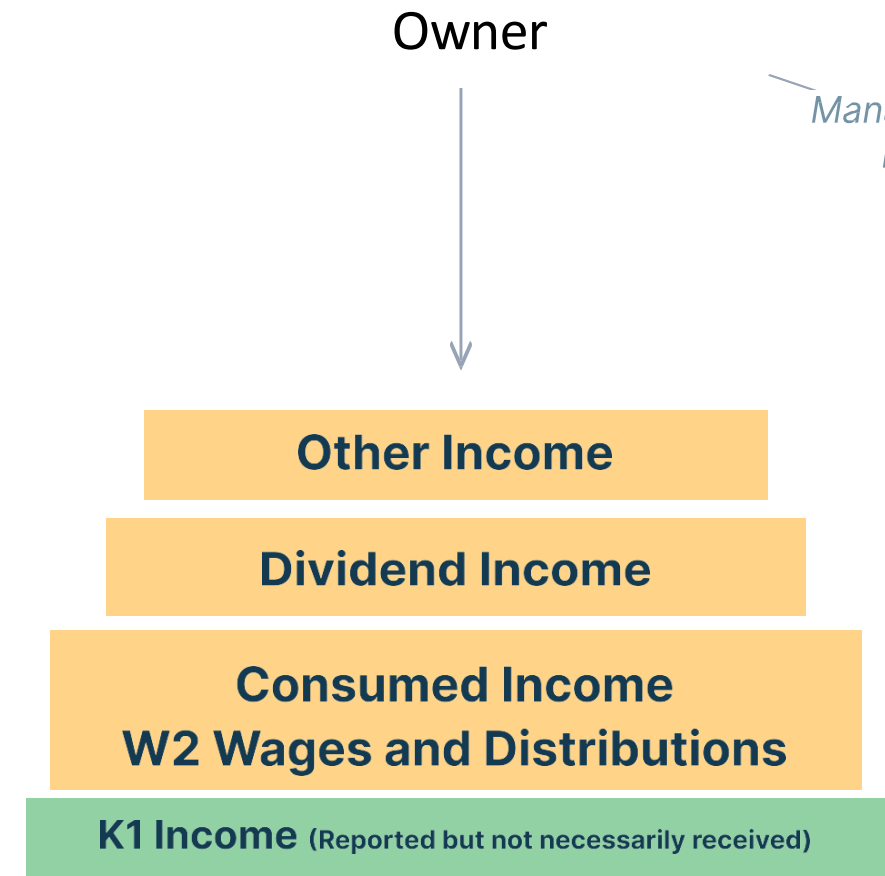 Owner
Other Income
Dividend Income
Consumed Income
W2 Wages and Distributions
K1 Income (Reported but not necessarily received)